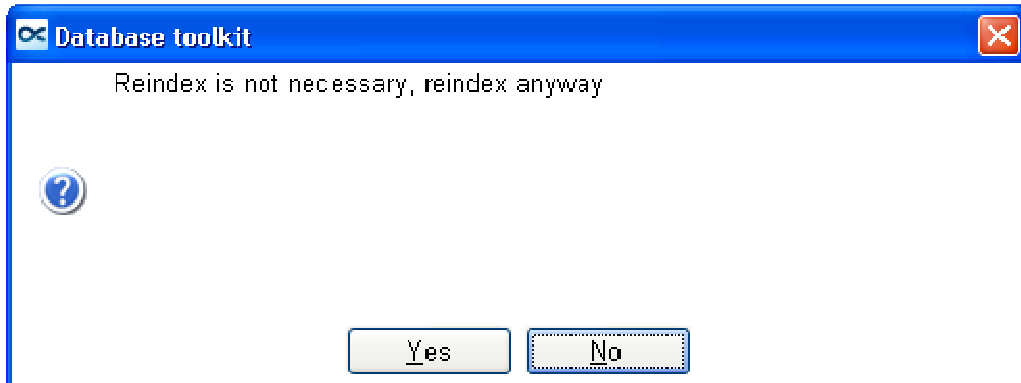 Database toolkit
Reindex is not necessary, reindex anyway
Yes
No